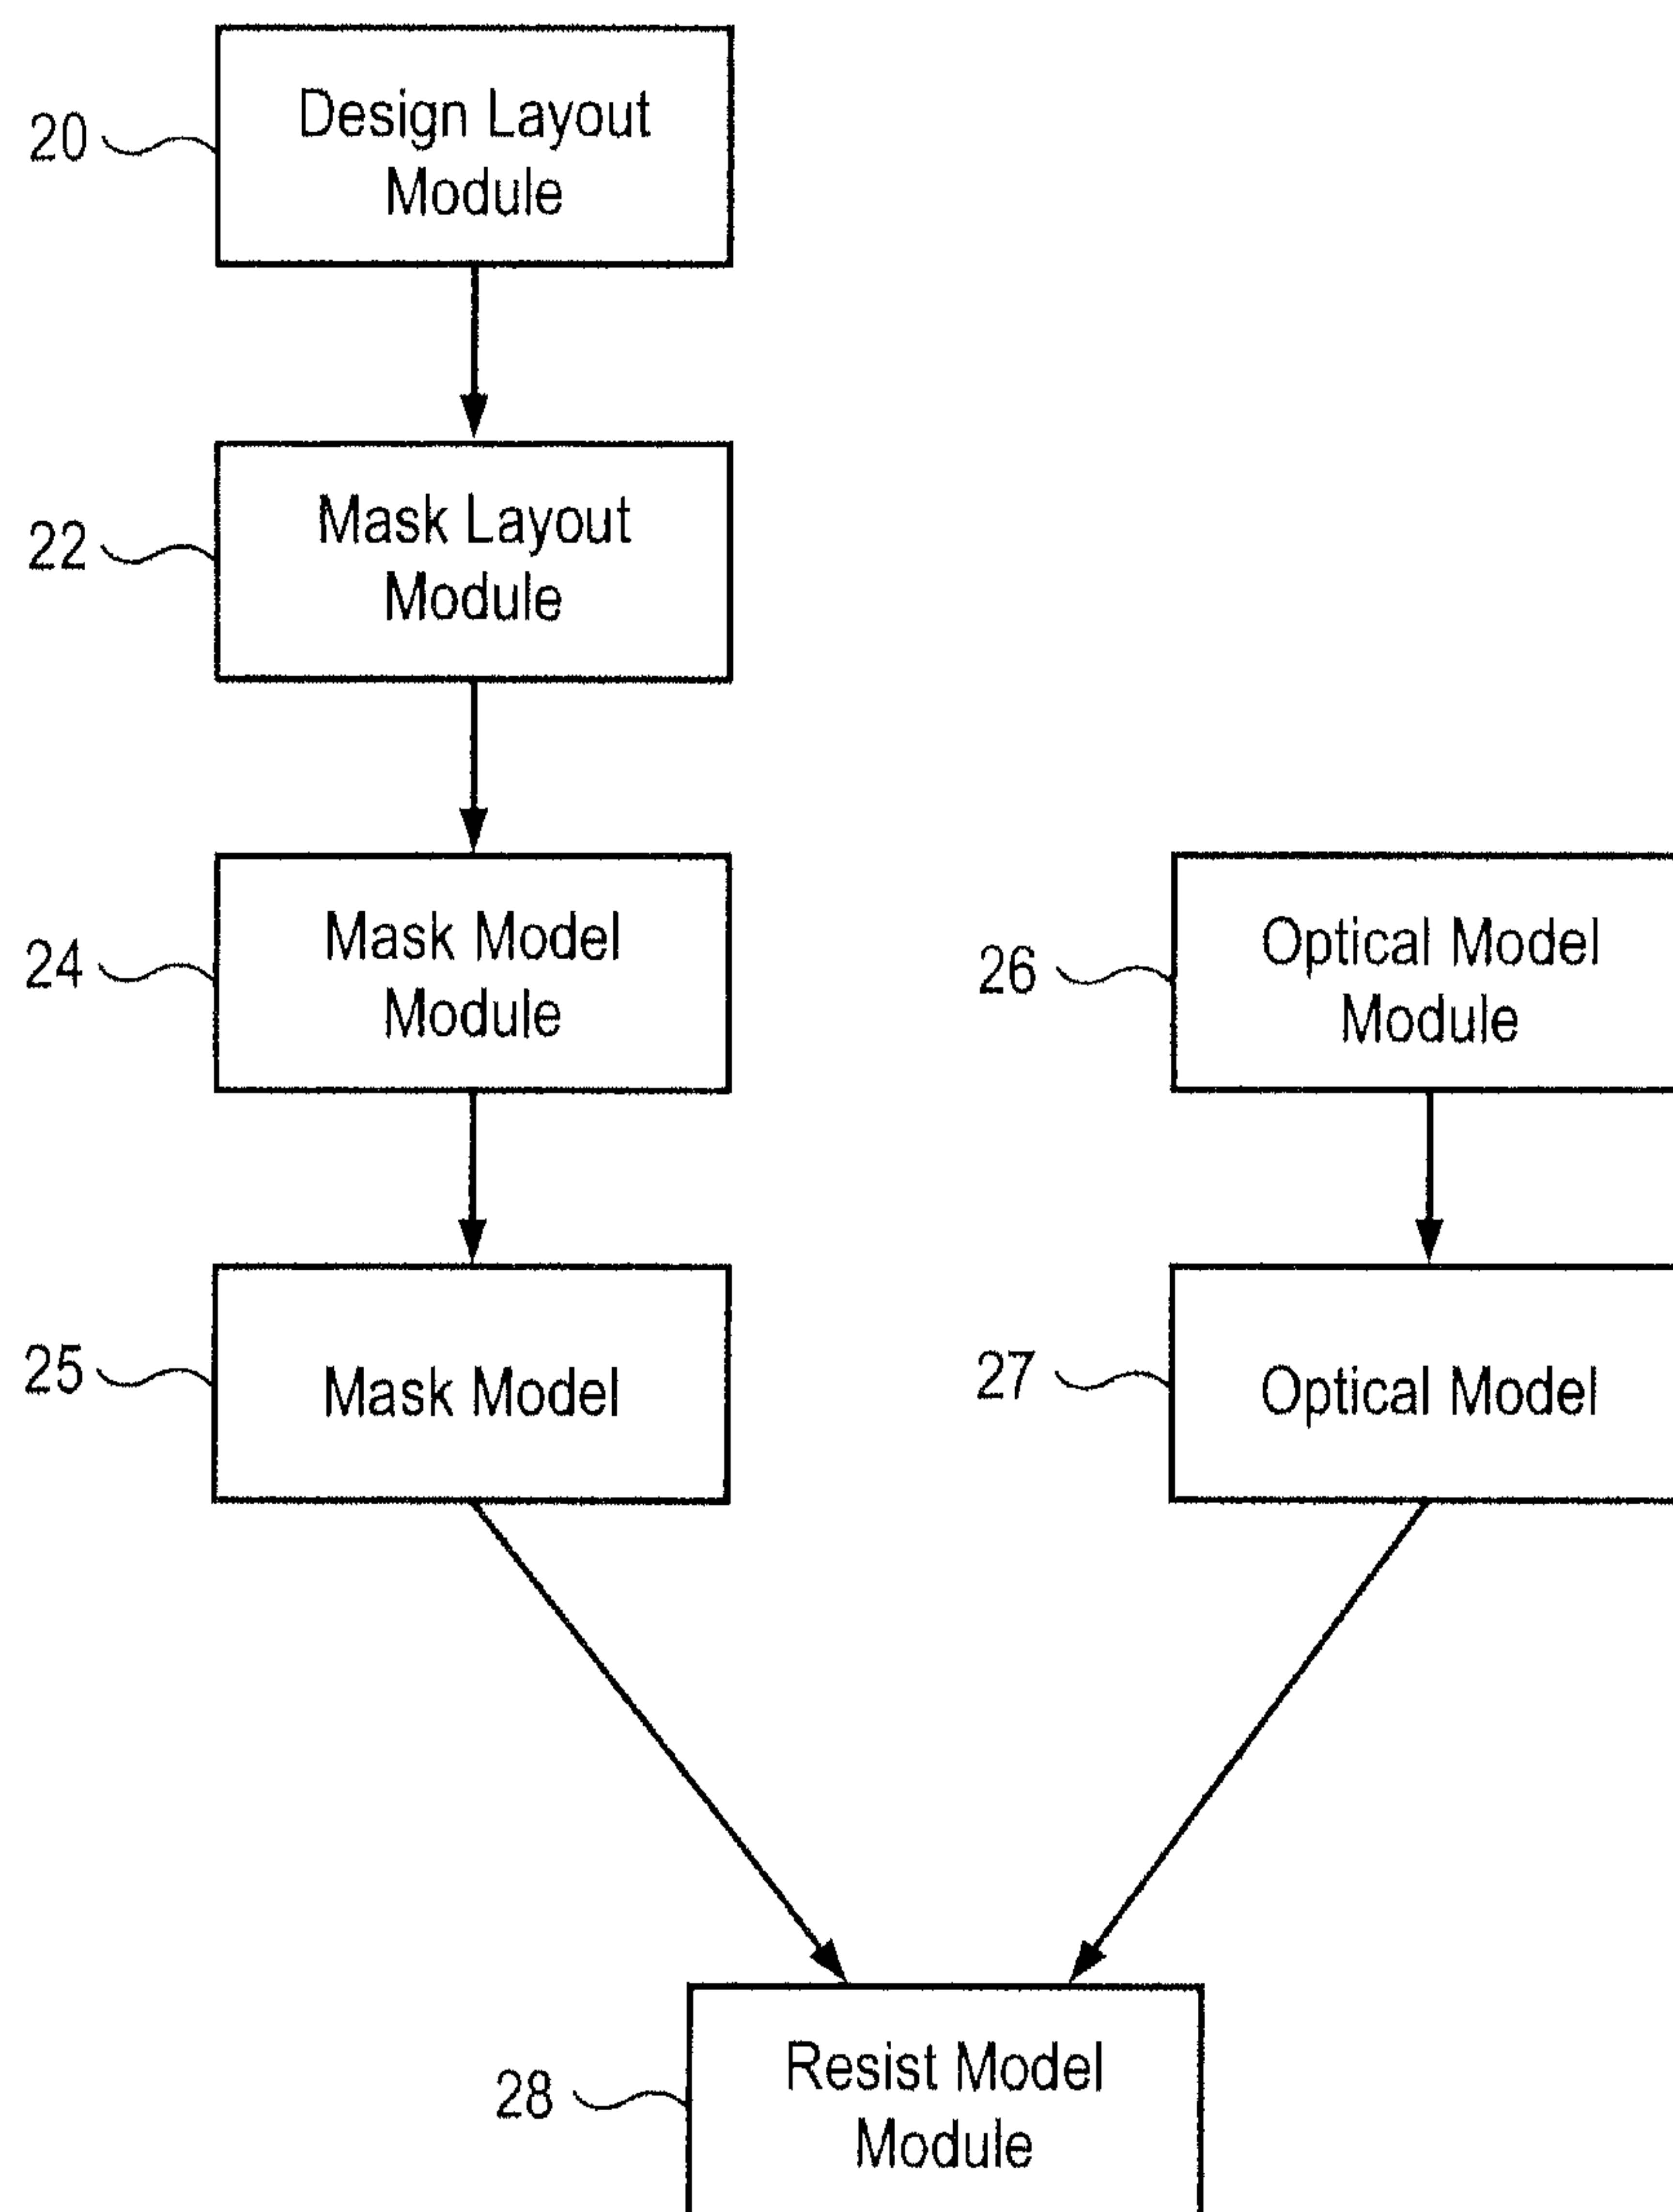 20
Design Layout
Module
22
Mask Layout
Module
24
Mask Model
Module
26
Optical Model
Module
25
Mask Model
27
Optical Model
28
Resist Model
Module